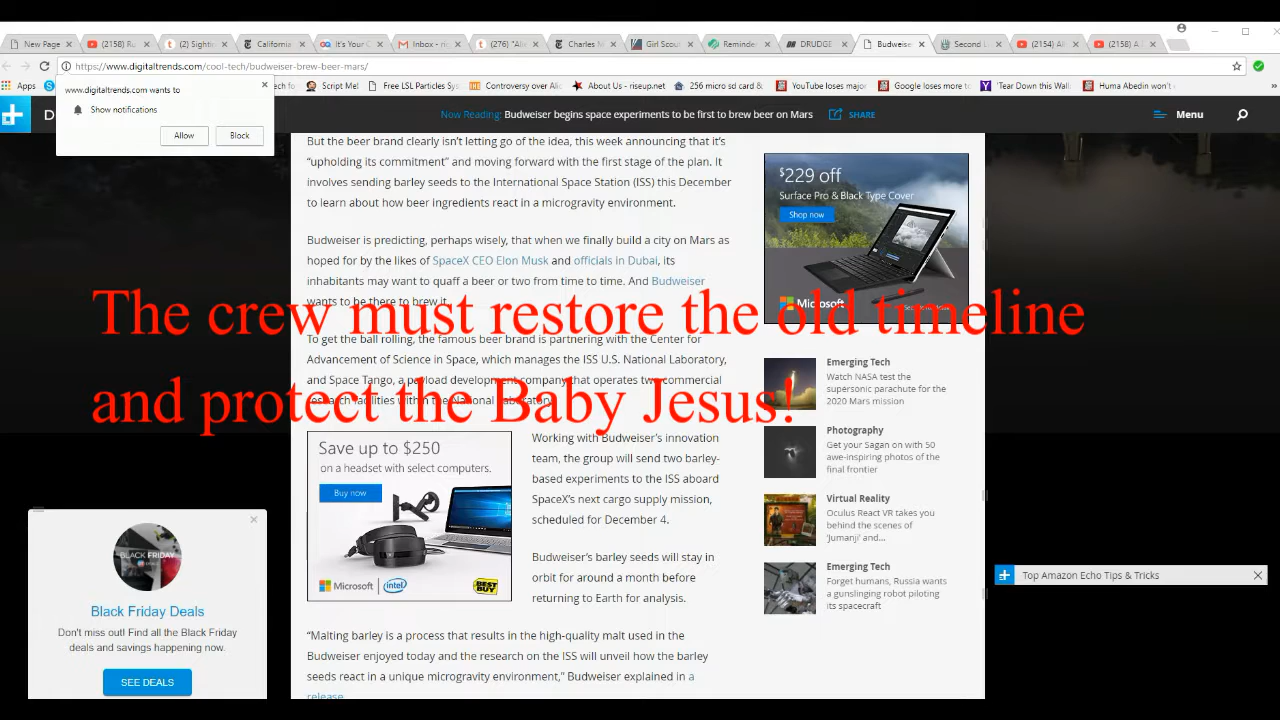 New Page
(2158) Ru
(2) Sight
California
It's Your C
Inbox - r
(276) "Ali
Charles M
Girl Scou
Reminde
DRUDGE
Budweise
Second L
(2154) Al
(2158) A
https://www.digitaltrends.com/cool-tech/budweiser-brew-beer-mars/
Apps
ch fo
Script Me!
Free LSL Particles Sys
Controversy over Alic
About Us - riseup.net
256 micro sd card &
YouTube loses major
Google loses more
'Tear Down this Wall
Huma Abedin won't
www.digitaltrends.com wants to
Show notifications
Allow
Block
D
Now Reading: Budweiser begins space experiments to be first to brew beer on Mars
SHARE
Menu
But the beer brand clearly isn't letting go of the idea, this week announcing that it's
"upholding its commitment" and moving forward with the first stage of the plan. It
involves sending barley seeds to the International Space Station (ISS) this December
to learn about how beer ingredients react in a microgravity environment.
Budweiser is predicting, perhaps wisely, that when we finally build a city on Mars as
hoped for by the likes of SpaceX CEO Elon Musk and officials in Dubai, its
inhabitants may want to quaff a beer or two from time to time. And Budweiser
wants to be there to brew it.
The crew must restore the old timeline
and protect the Baby Jesus!
To get the ball rolling, the famous beer brand is partnering with the Center for
Advancement of Science in Space, which manages the ISS U.S. National Laboratory,
and Space Tango, a payload development company that operates two commercial
research facilities within the National Laboratory.
Save up to $250
on a headset with select computers.
Buy now
Microsoft
intel
BEST BUY
Working with Budweiser's innovation
team, the group will send two barley-
based experiments to the ISS aboard
SpaceX's next cargo supply mission,
scheduled for December 4.
Budweiser's barley seeds will stay in
orbit for around a month before
returning to Earth for analysis.
"Malting barley is a process that results in the high-quality malt used in the
Budweiser enjoyed today and the research on the ISS will unveil how the barley
seeds react in a unique microgravity environment," Budweiser explained in a
release.
$229 off
Surface Pro & Black Type Cover
Shop now
Microsoft
Emerging Tech
Watch NASA test the
supersonic parachute for the
2020 Mars mission
Photography
Get your Sagan on with 50
awe-inspiring photos of the
final frontier
Virtual Reality
Oculus React VR takes you
behind the scenes of
'Jumanji' and...
Emerging Tech
Forget humans, Russia wants
a gunslinging robot piloting
its spacecraft
BLACK FRIDAY
Black Friday Deals
Don't miss out! Find all the Black Friday
deals and savings happening now.
SEE DEALS
Top Amazon Echo Tips & Tricks